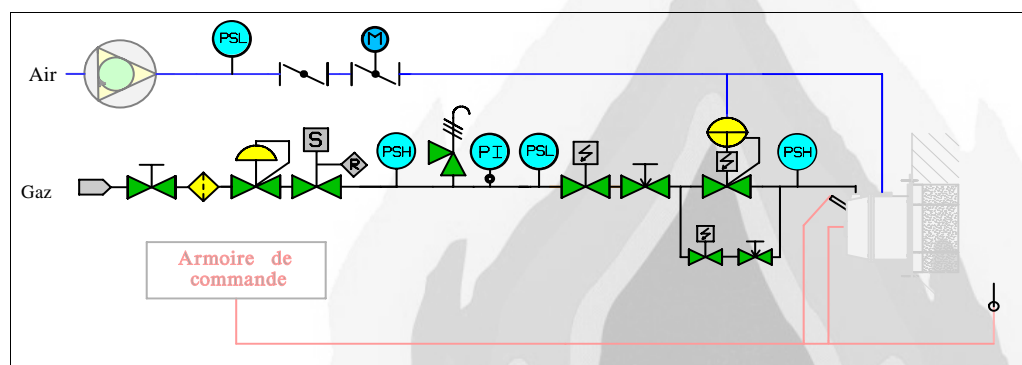 PSL
M
Air
S
R
PSH
PI
PSL
PSH
Gaz
Armoire de
commande